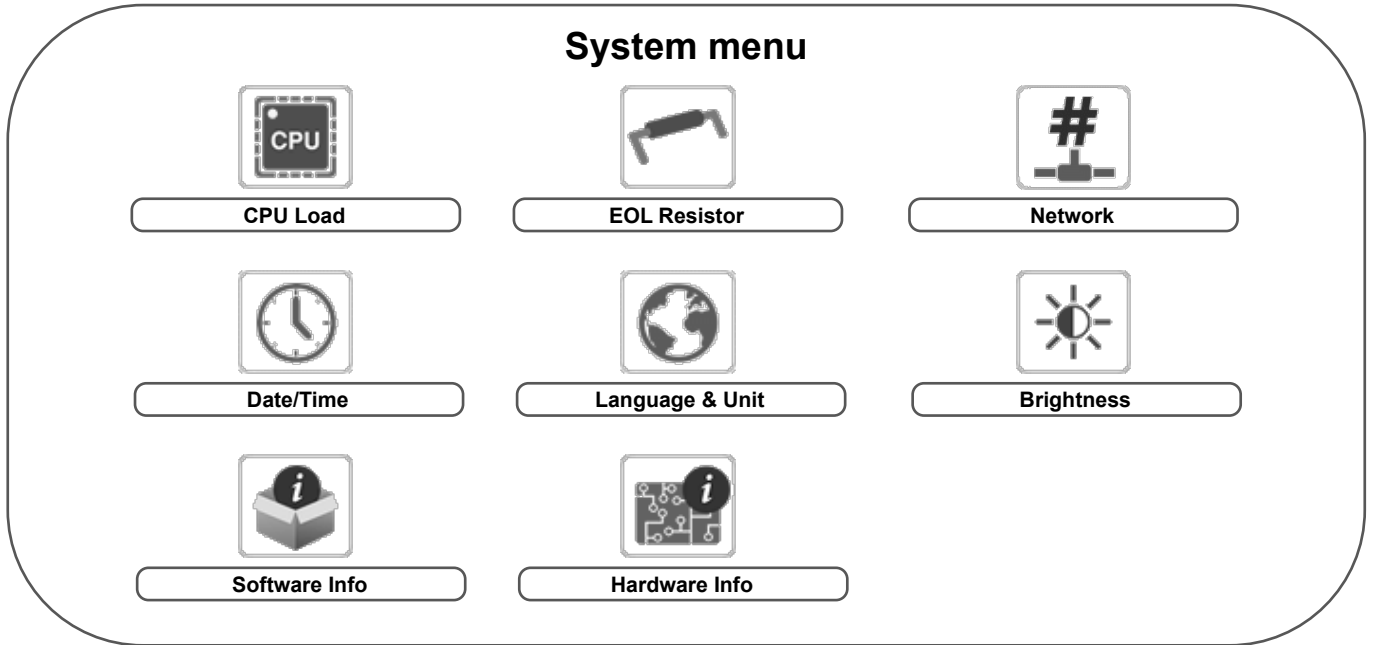 System menu
CPU
#
CPU Load
EOL Resistor
Network
Date/Time
Language & Unit
Brightness
i
i
Software Info
Hardware Info